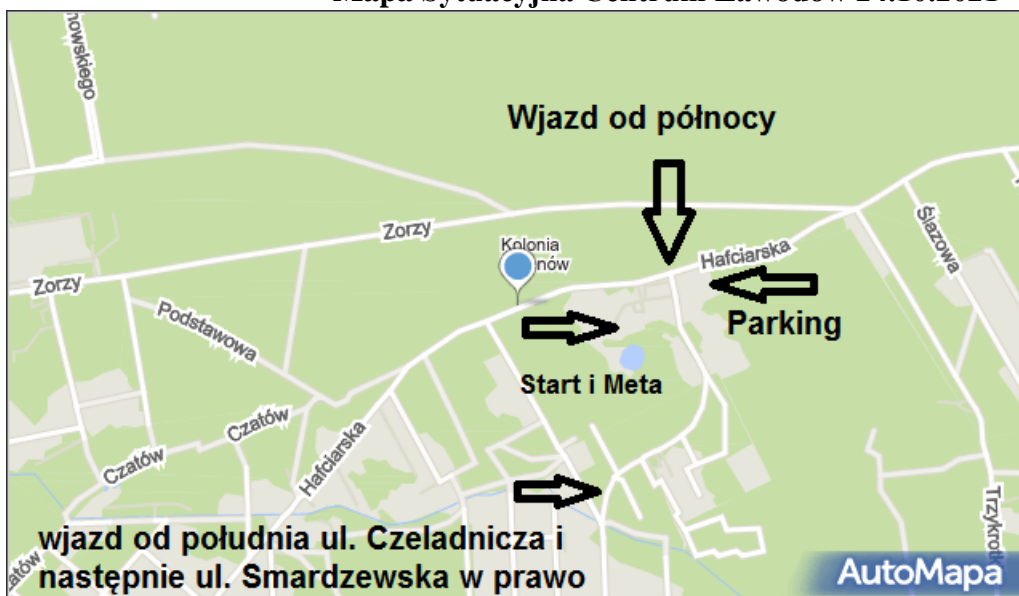 Wjazd od północy
Śłazowa
Zorzy
Kolonia
Hafciarska
Zorzy
Parking
Podstawowa
Start i Meta
Czatów
Hafciarska
Czatów
wjazd od południa ul. Czeladnicza i
następnie ul. Smardzewska w prawo
AutoMapa